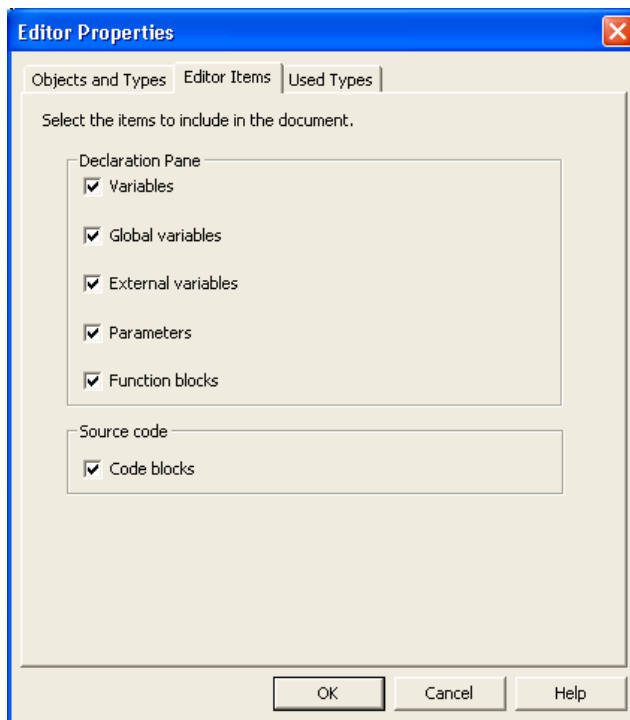 Editor Properties
Objects and Types Editor Items Used Types
Select the items to include in the document.
Declaration Pane
Variables
Global variables
External variables
Parameters
Function blocks
Source code
Code blocks
OK Cancel Help